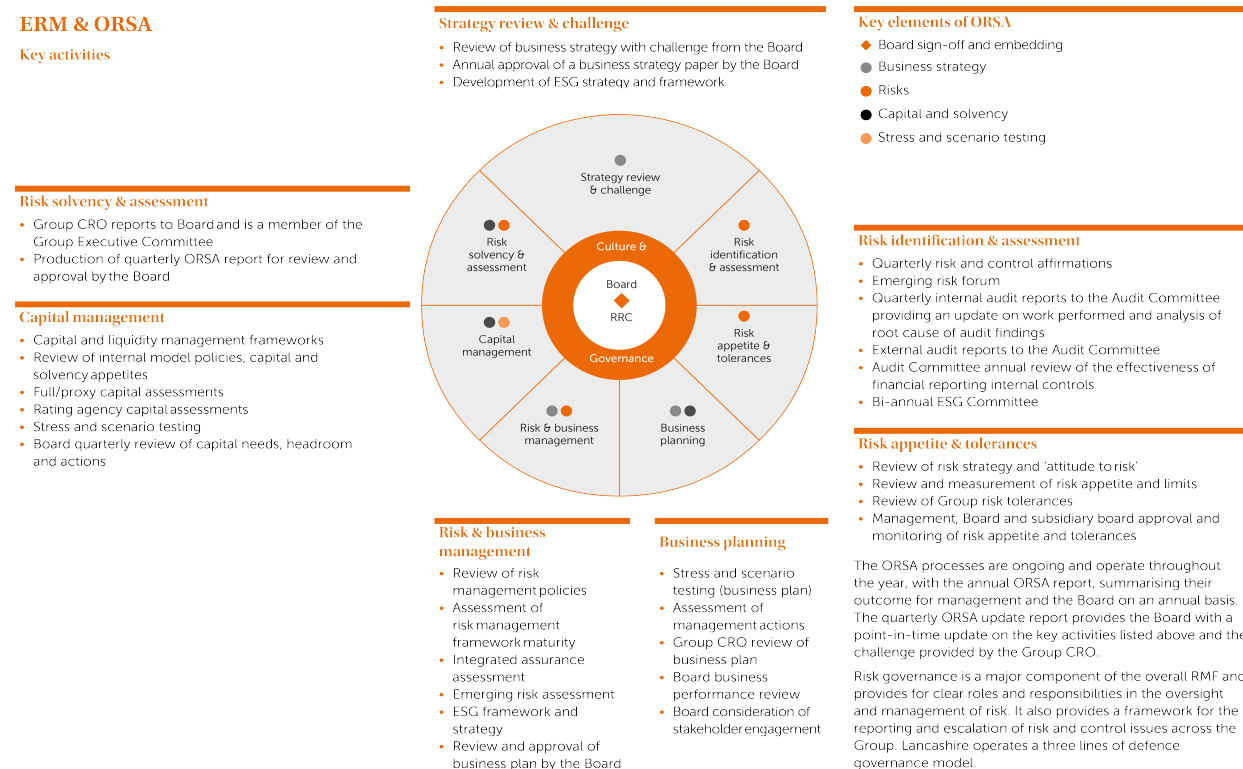 ERM & ORSA
Key activities
Strategy review & challenge
• Review of business strategy with challenge from the Board
• Annual approval of a business strategy paper by the Board
• Development of ESG strategy and framework
Key elements of ORSA
Board sign-off and embedding
Business strategy
Risks
Capital and solvency
Stress and scenario testing
Risk solvency & assessment
• Group CRO reports to Board and is a member of the
Group Executive Committee
• Production of quarterly ORSA report for review and
approval by the Board
Capital management
• Capital and liquidity management frameworks
• Review of internal model policies, capital and
solvency appetites
• Full/proxy capital assessments
• Rating agency capital assessments
• Stress and scenario testing
• Board quarterly review of capital needs, headroom
and actions
Strategy review
& challenge
Risk
solvency &
assessment
Risk
identification
& assessment
Culture &
Board
RRC
Governance
Capital
management
Risk
appetite &
tolerances
Risk & business
management
Business
planning
Risk identification & assessment
• Quarterly risk and control affirmations
• Emerging risk forum
• Quarterly internal audit reports to the Audit Committee
providing an update on work performed and analysis of
root cause of audit findings
• External audit reports to the Audit Committee
• Audit Committee annual review of the effectiveness of
financial reporting internal controls
• Bi-annual ESG Committee
Risk appetite & tolerances
• Review of risk strategy and 'attitude to risk'
• Review and measurement of risk appetite and limits
• Review of Group risk tolerances
• Management, Board and subsidiary board approval and
monitoring of risk appetite and tolerances
Risk & business
management
• Review of risk
management policies
• Assessment of
risk management
framework maturity
• Integrated assurance
assessment
• Emerging risk assessment
• ESG framework and
strategy
• Review and approval of
business plan by the Board
Business planning
• Stress and scenario
testing (business plan)
• Assessment of
management actions
• Group CRO review of
business plan
• Board business
performance review
• Board consideration of
stakeholder engagement
The ORSA processes are ongoing and operate throughout
the year, with the annual ORSA report, summarising their
outcome for management and the Board on an annual basis.
The quarterly ORSA update report provides the Board with a
point-in-time update on the key activities listed above and the
challenge provided by the Group CRO.
Risk governance is a major component of the overall RMF and
provides for clear roles and responsibilities in the oversight
and management of risk. It also provides a framework for the
reporting and escalation of risk and control issues across the
Group. Lancashire operates a three lines of defence
governance model.